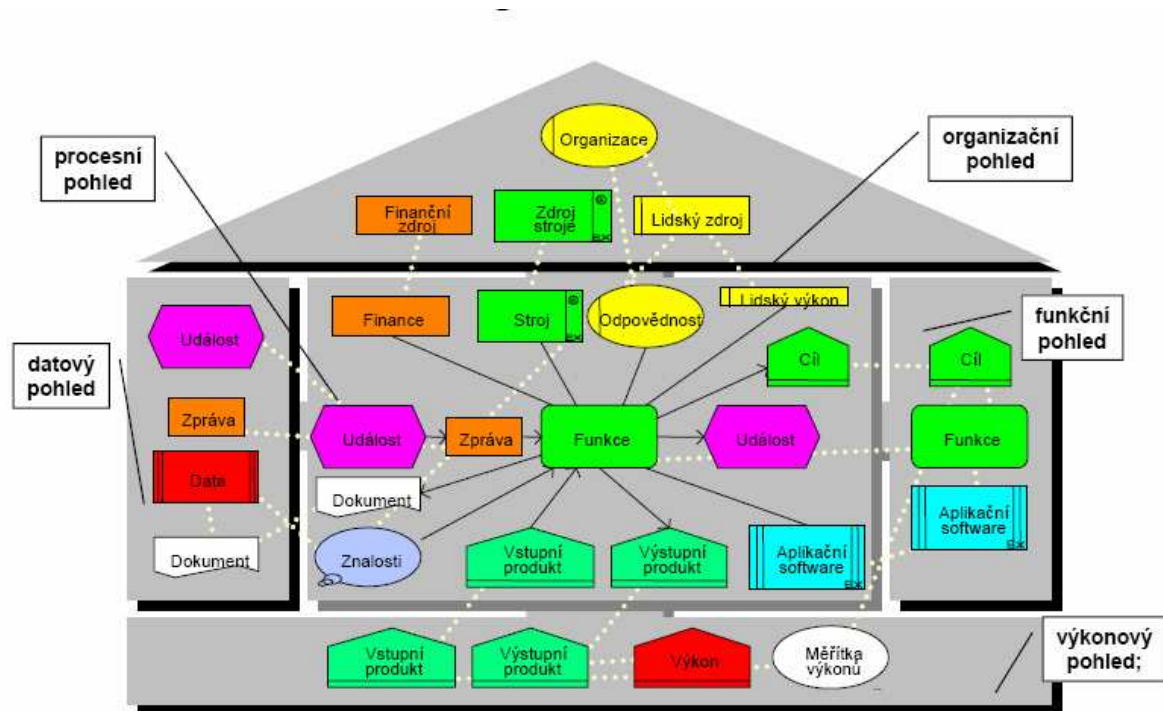 Organizace
procesní
pohled
organizační
pohled
Finanční
zdroj
Zdroj
stroje
Lidský zdroj
Finance
Stroj
Odpovědnost
Lidský výkon
Událost
datový
pohled
Cíl
Cíl
funkční
pohled
Zpráva
Událost
Zpráva
Funkce
Událost
Funkce
Data
Dokument
Dokument
Znalosti
Vstupní
produkt
Výstupní
produkt
Aplikační
software
Aplikační
software
Vstupní
produkt
Výstupní
produkt
Výkon
Měřítka
výkonů
výkonový
pohled;